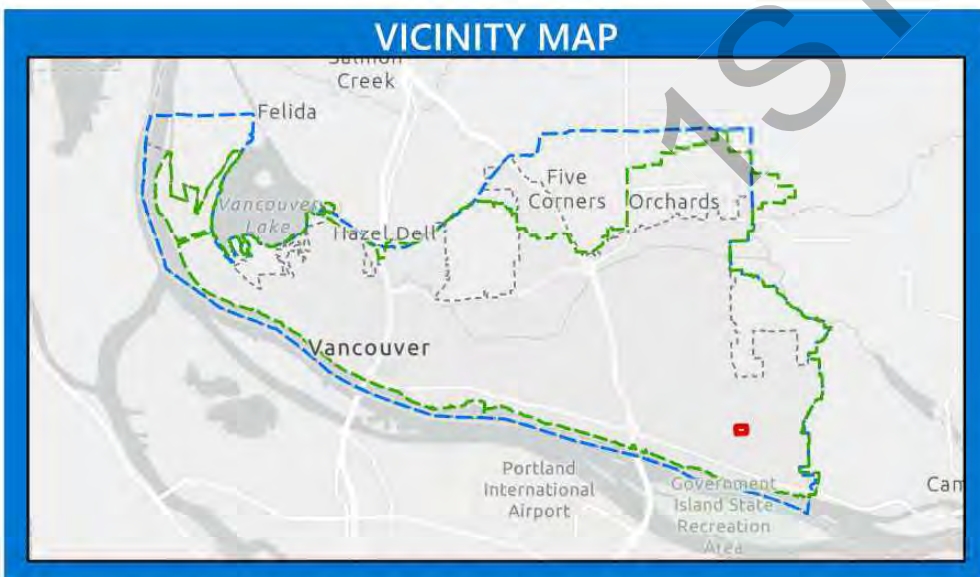 VICINITY MAP
Salmon
Creek
Felida
Five
Corners
Orchards
Vancouver
Lake
Hazel Dell
Vancouver
Portland
International
Airport
Government
Island State
Recreation
Area